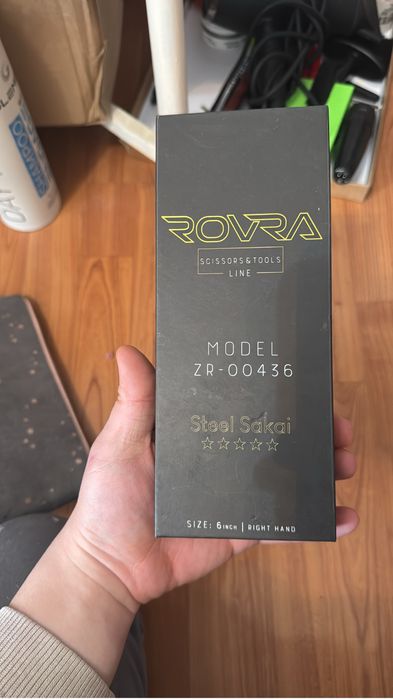 ROVRA
SCISSORS&TOOLS
LINE
MODEL
ZR-00436
Steel Sakai
SIZE: 6INCH | RIGHT HAND